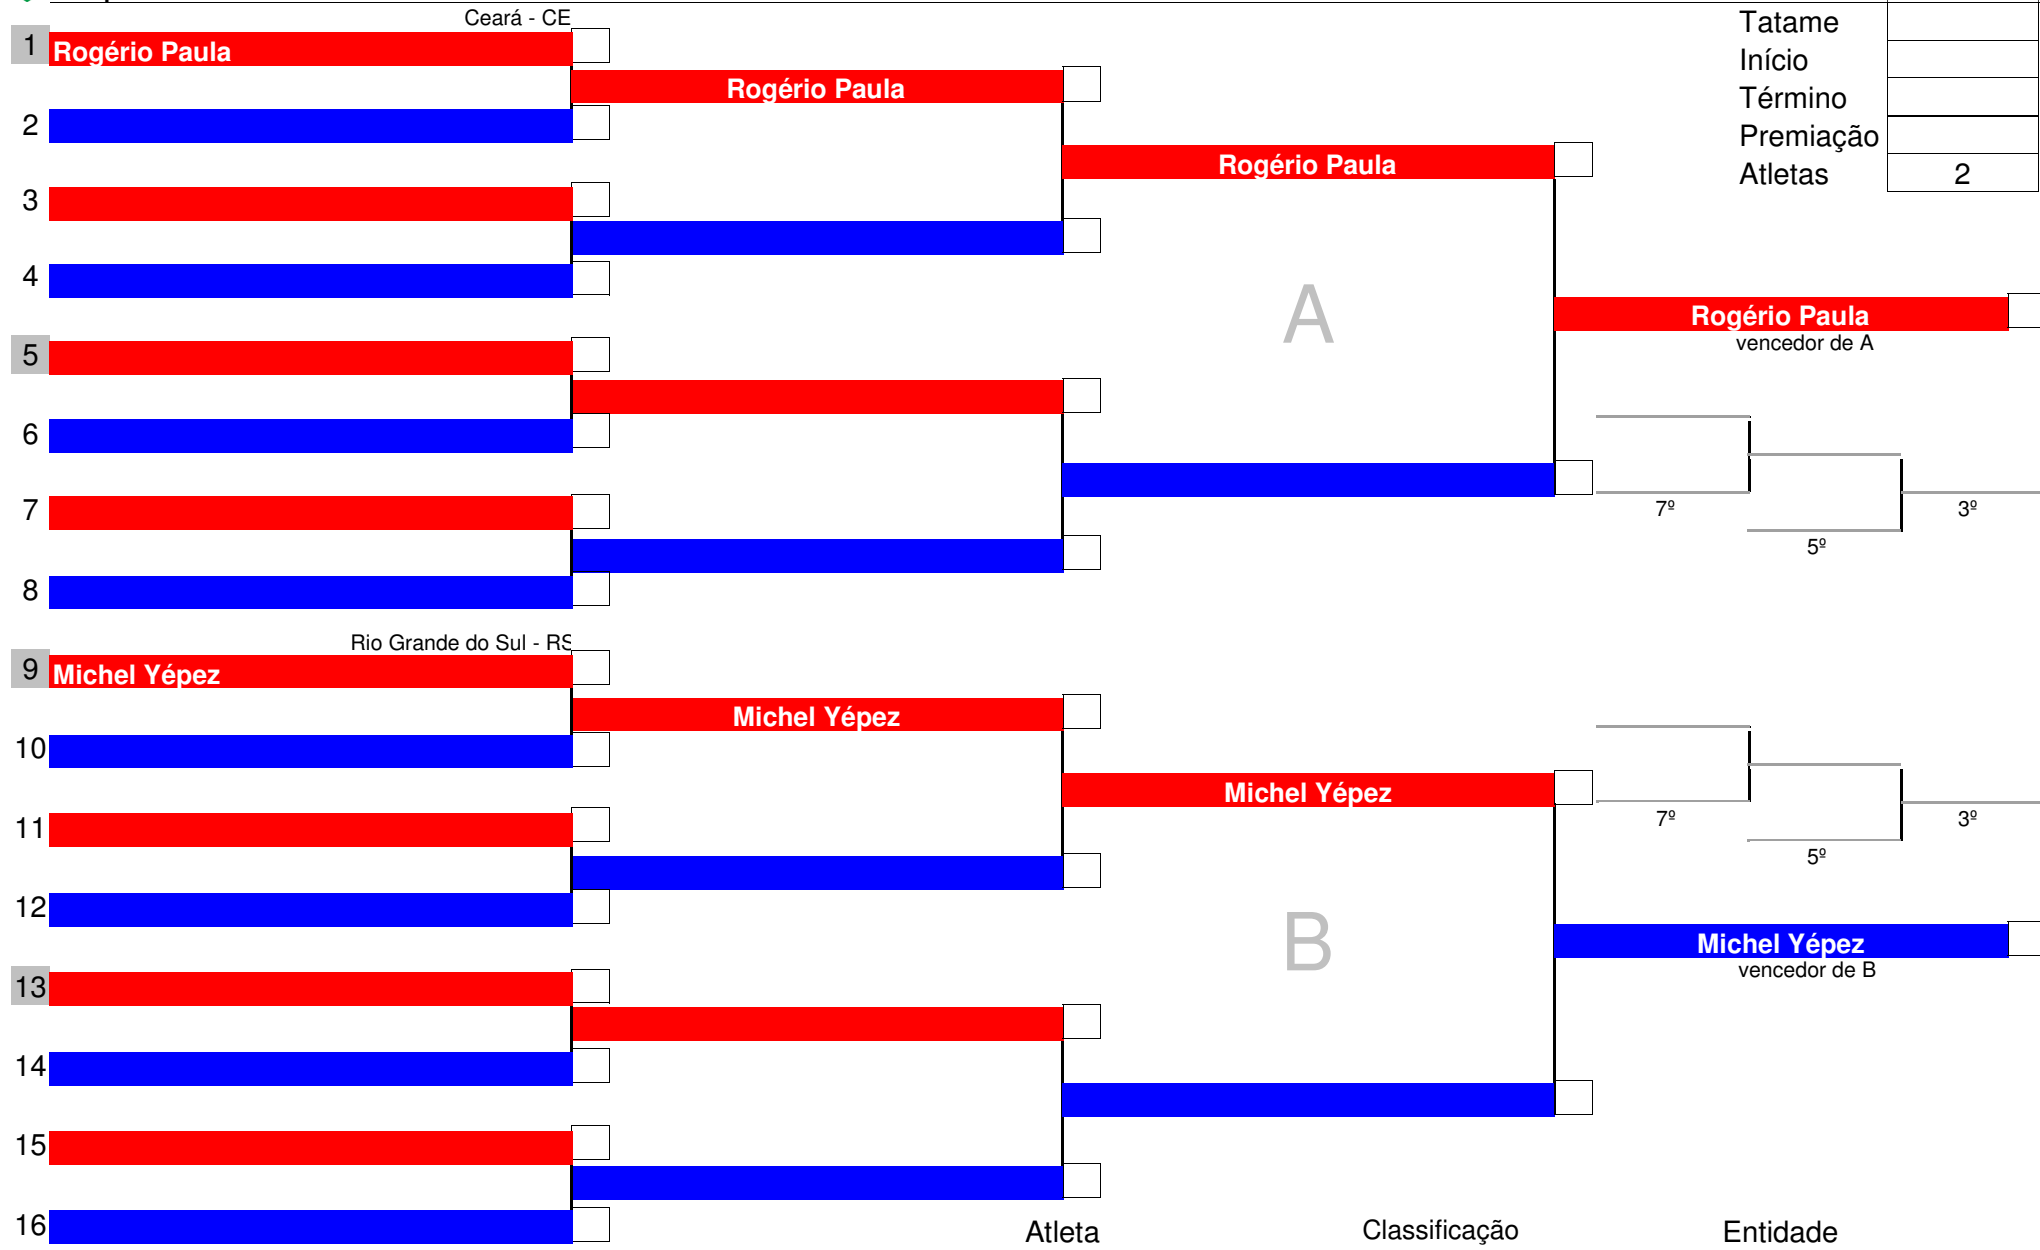 Ceará - CE
Tatame
1 Rogério Paula
Início
Rogério Paula
Término
2
Premiação
Rogério Paula
Atletas 2
3
4
A
Rogério Paula
vencedor de A
5
6
7
7º 3º
5º
8
Rio Grande do Sul - RS
9 Michel Yépez
Michel Yépez
10
Michel Yépez
11
7º 3º
5º
12
B
Michel Yépez
vencedor de B
13
14
15
16
Atleta Classificação Entidade